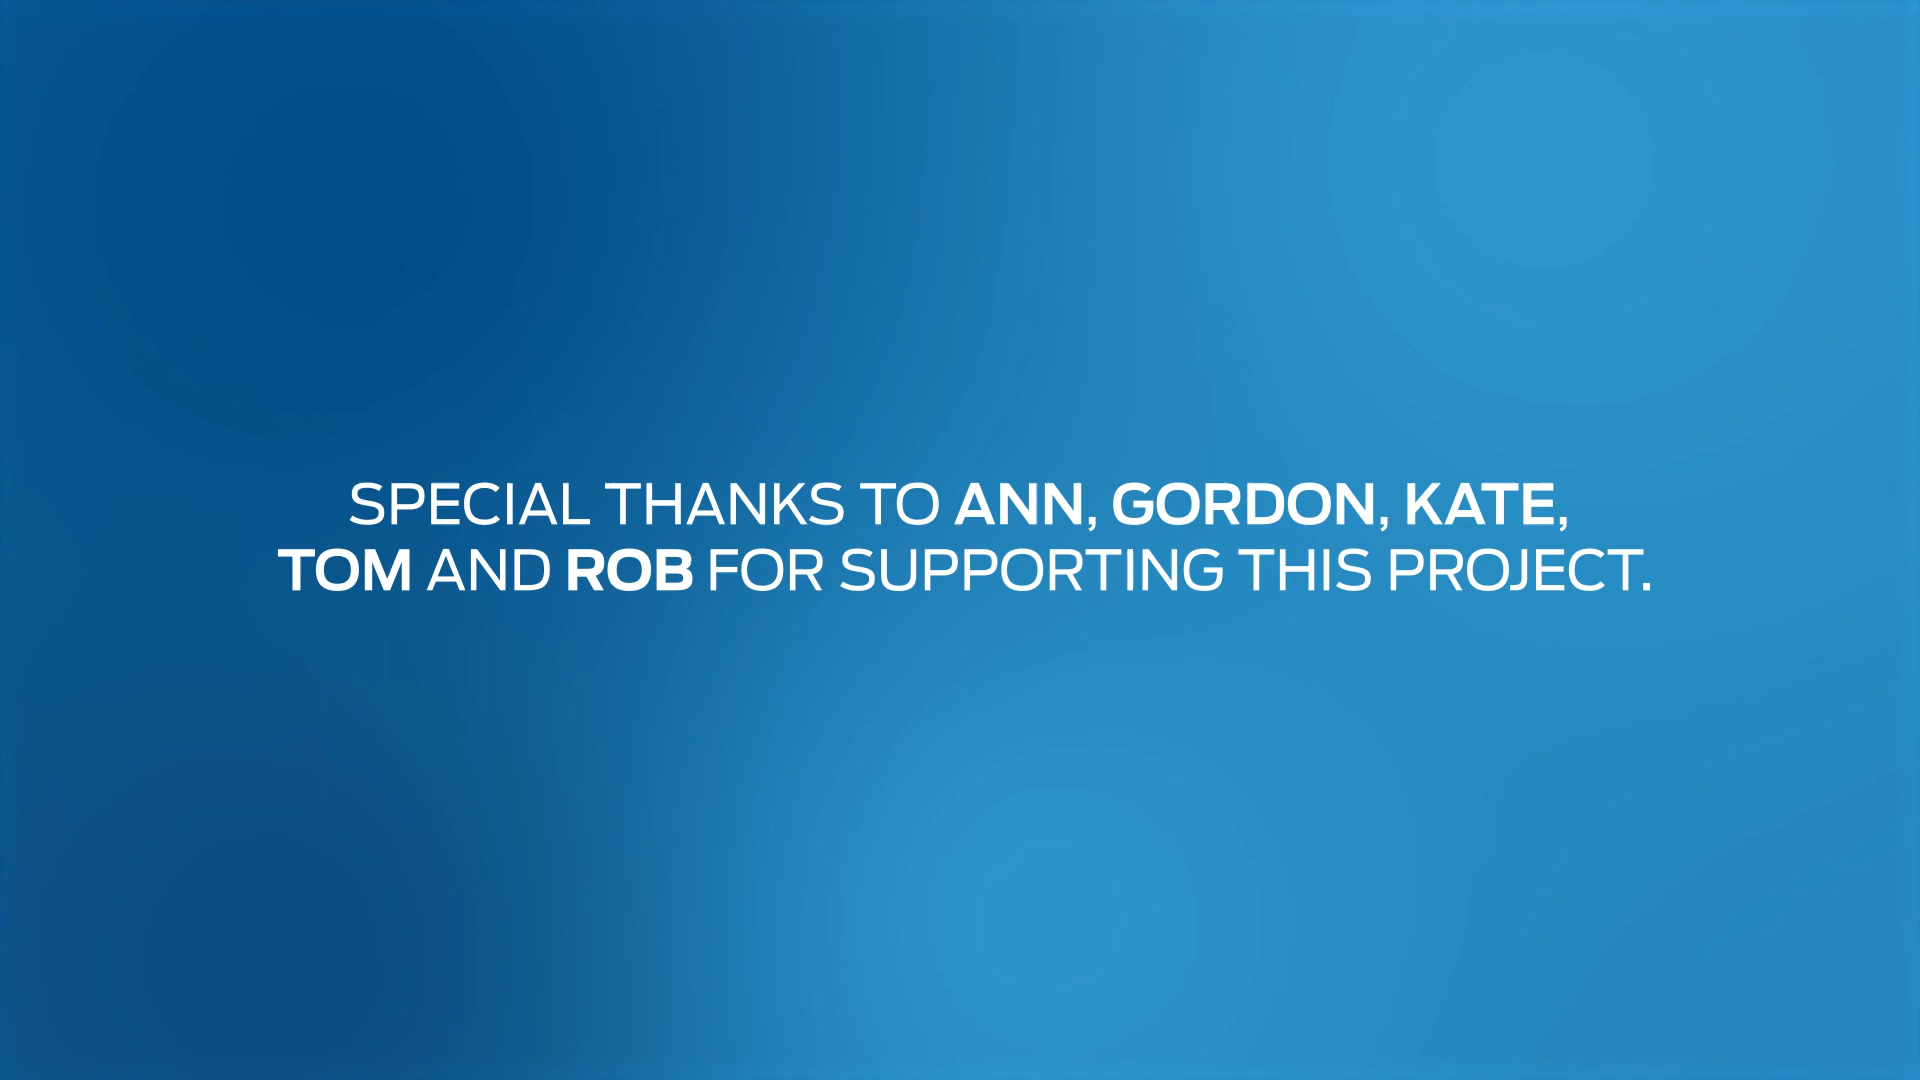 SPECIAL THANKS TO ANN, GORDON, KATE,
TOM AND ROB FOR SUPPORTING THIS PROJECT.